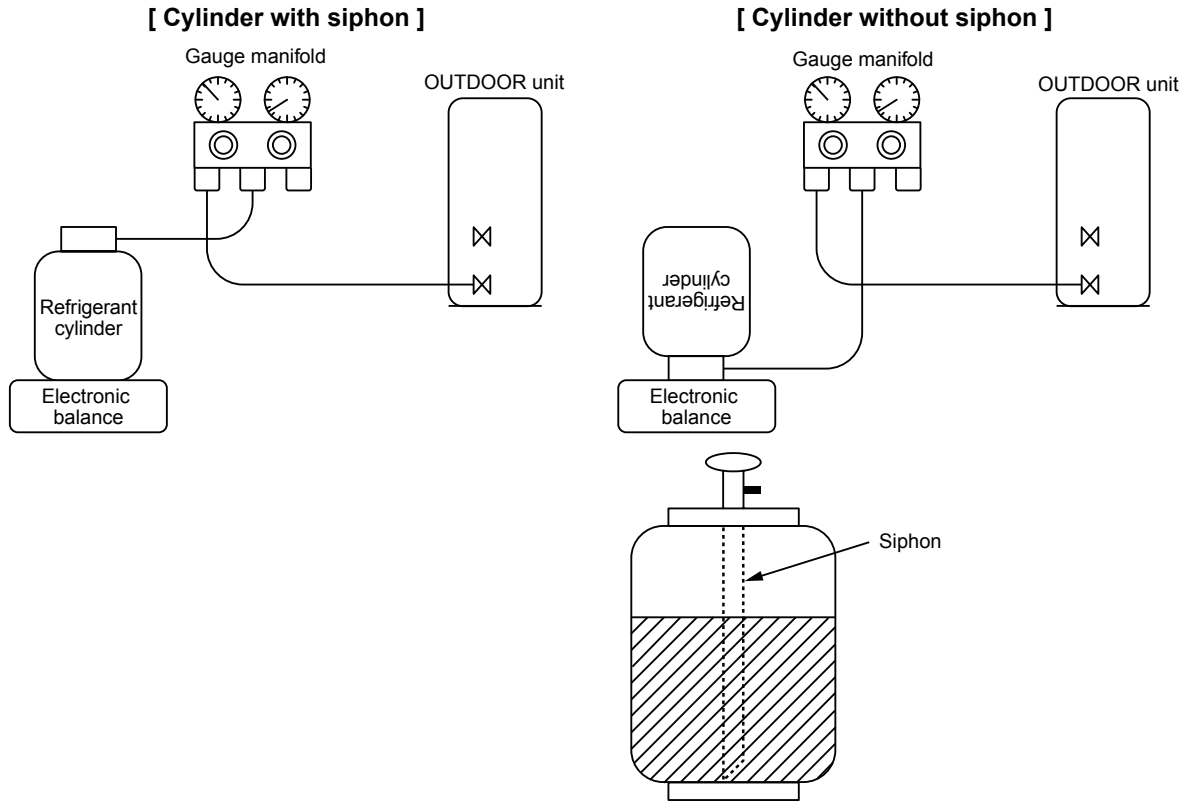 [ Cylinder with siphon ]
Gauge manifold
OUTDOOR unit
Refrigerant
cylinder
Electronic
balance
[ Cylinder without siphon ]
Gauge manifold
OUTDOOR unit
Refrigerant
cylinder
Electronic
balance
Siphon